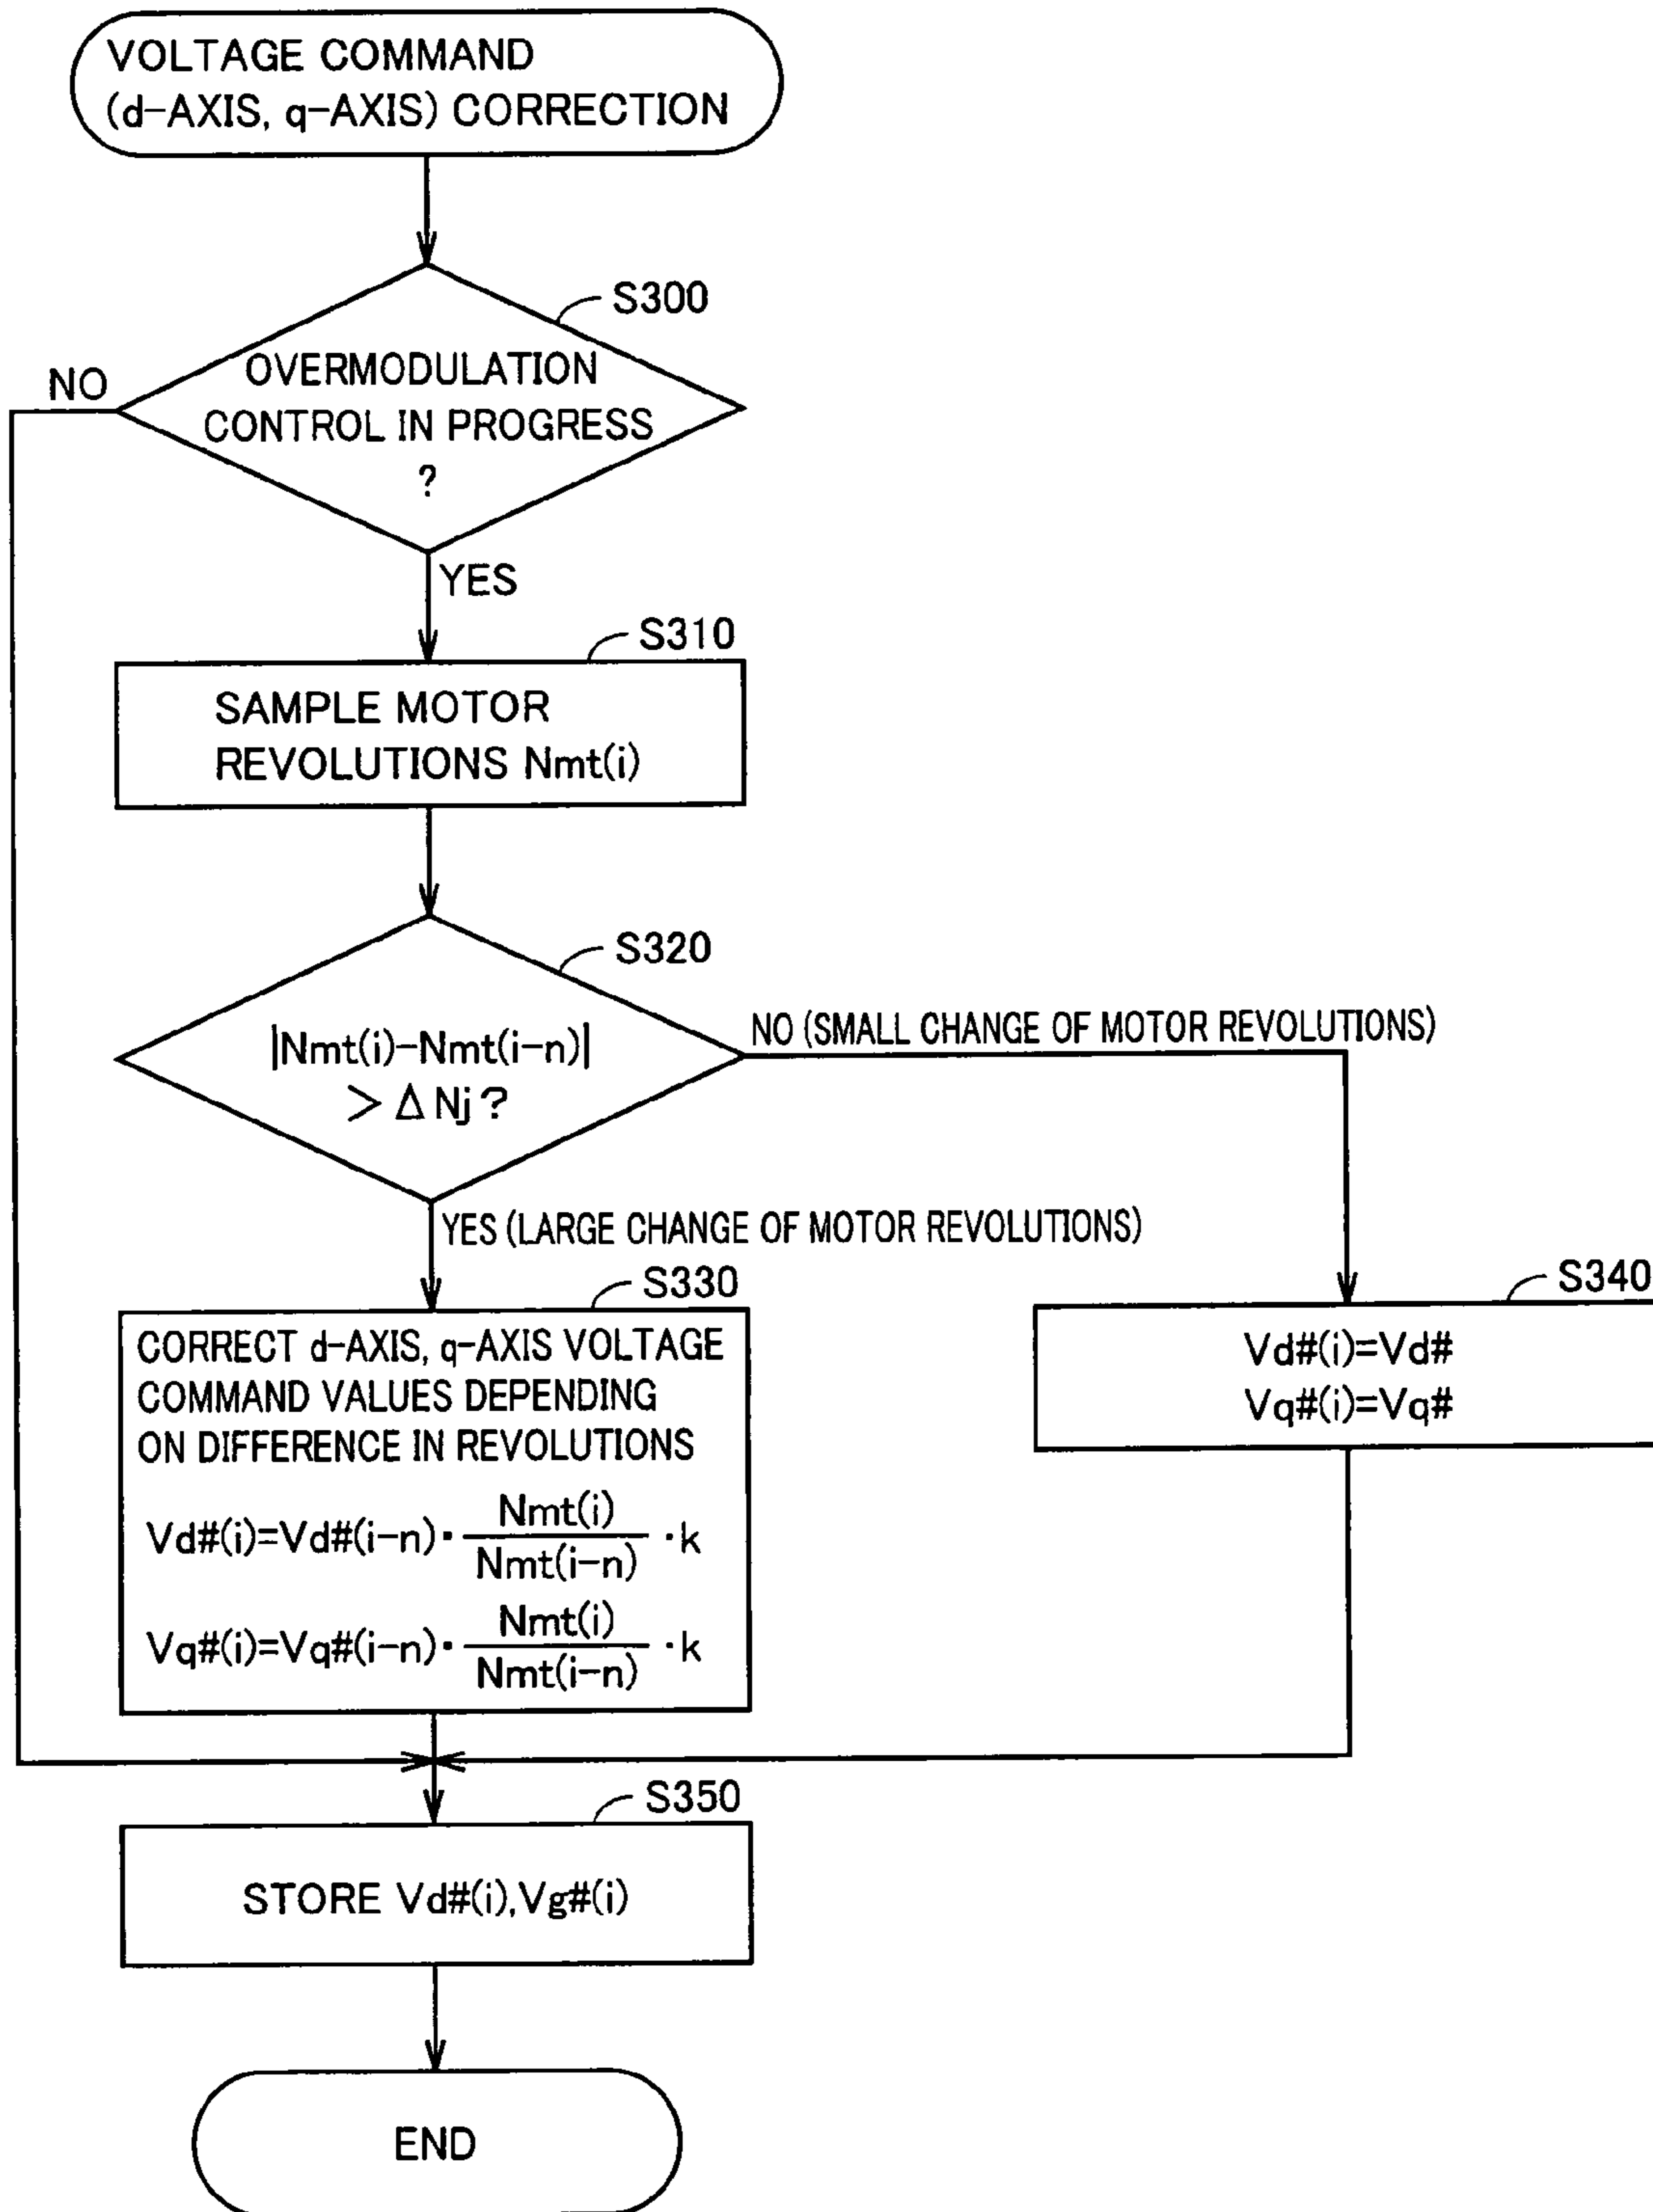 VOLTAGE COMMAND
(d-AXIS, q-AXIS) CORRECTION
S300
OVERMODULATION
CONTROL IN PROGRESS
?
NO
YES
S310
SAMPLE MOTOR
REVOLUTIONS Nmt(i)
S320
|Nmt(i)-Nmt(i-n)|
> Δ Nj ?
NO (SMALL CHANGE OF MOTOR REVOLUTIONS)
YES (LARGE CHANGE OF MOTOR REVOLUTIONS)
S330
CORRECT d-AXIS, q-AXIS VOLTAGE
COMMAND VALUES DEPENDING
ON DIFFERENCE IN REVOLUTIONS
Vd#(i)=Vd#(i-n)· Nmt(i)/Nmt(i-n) ·k
Vq#(i)=Vq#(i-n)· Nmt(i)/Nmt(i-n) ·k
S340
Vd#(i)=Vd#
Vq#(i)=Vq#
S350
STORE Vd#(i),Vg#(i)
END